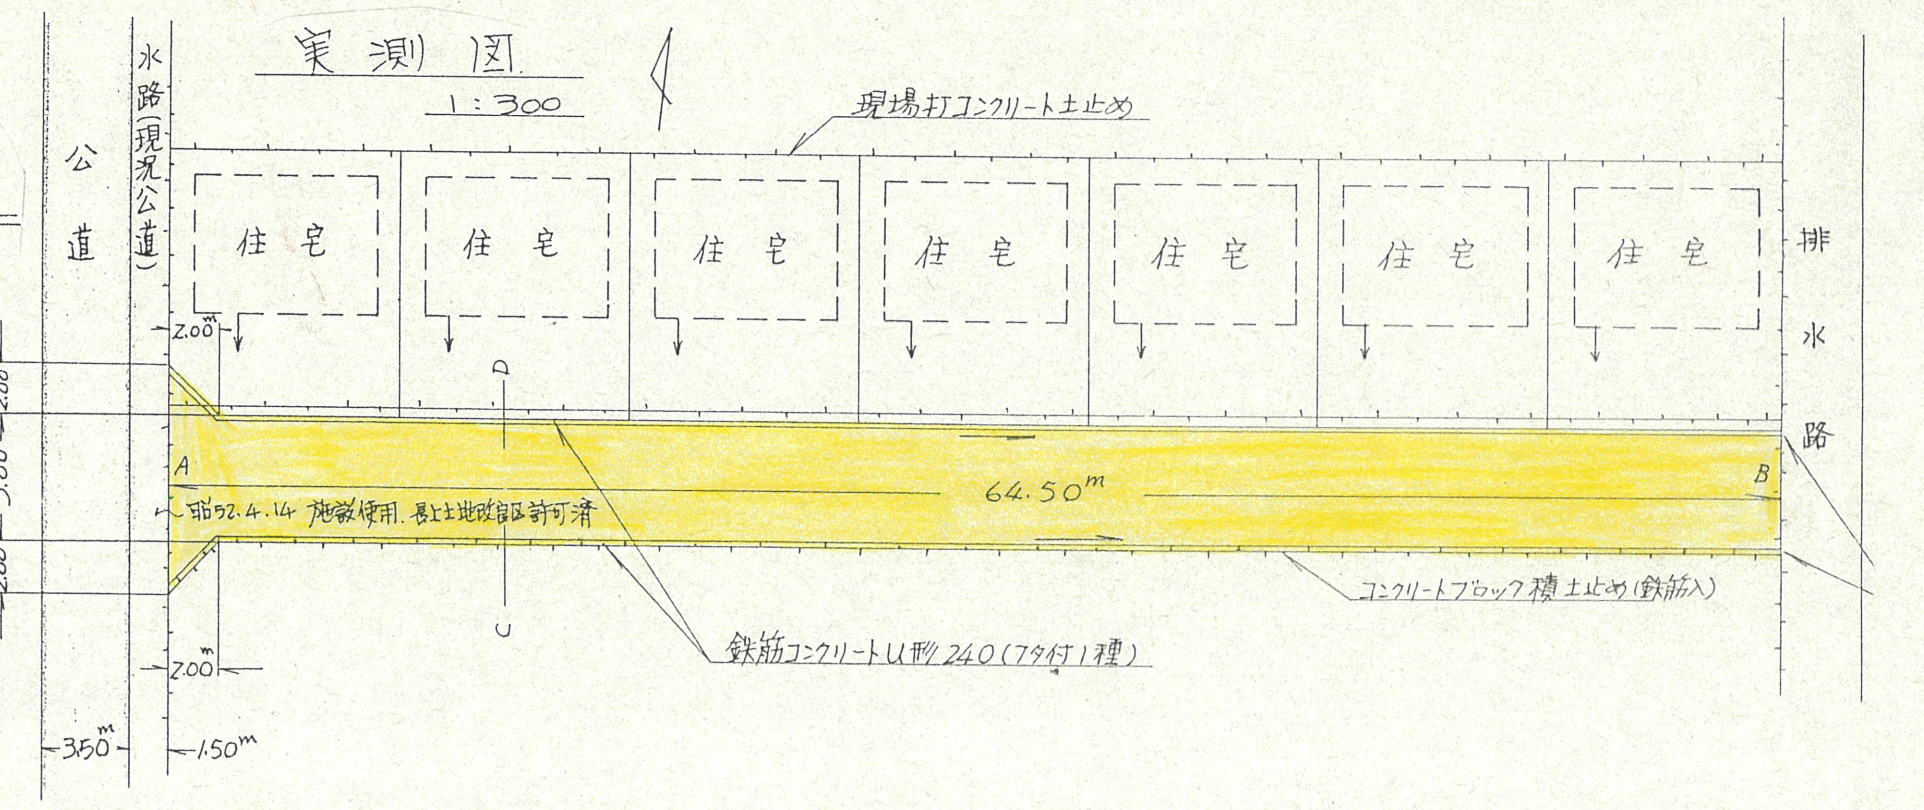 実測図
1:300
公道
水路(現況公道)
現場打コンクリート土止め
住宅
住宅
住宅
住宅
住宅
住宅
住宅
排水路
2.00m
2.00
2.00
D
A
B
64.50m
昭52.4.14 施設使用.長上土地改良区許可済
コンクリートブロック積土止め(鉄筋入)
C
鉄筋コンクリートU形240(フタ付1種)
2.00m
3.50m
1.50m